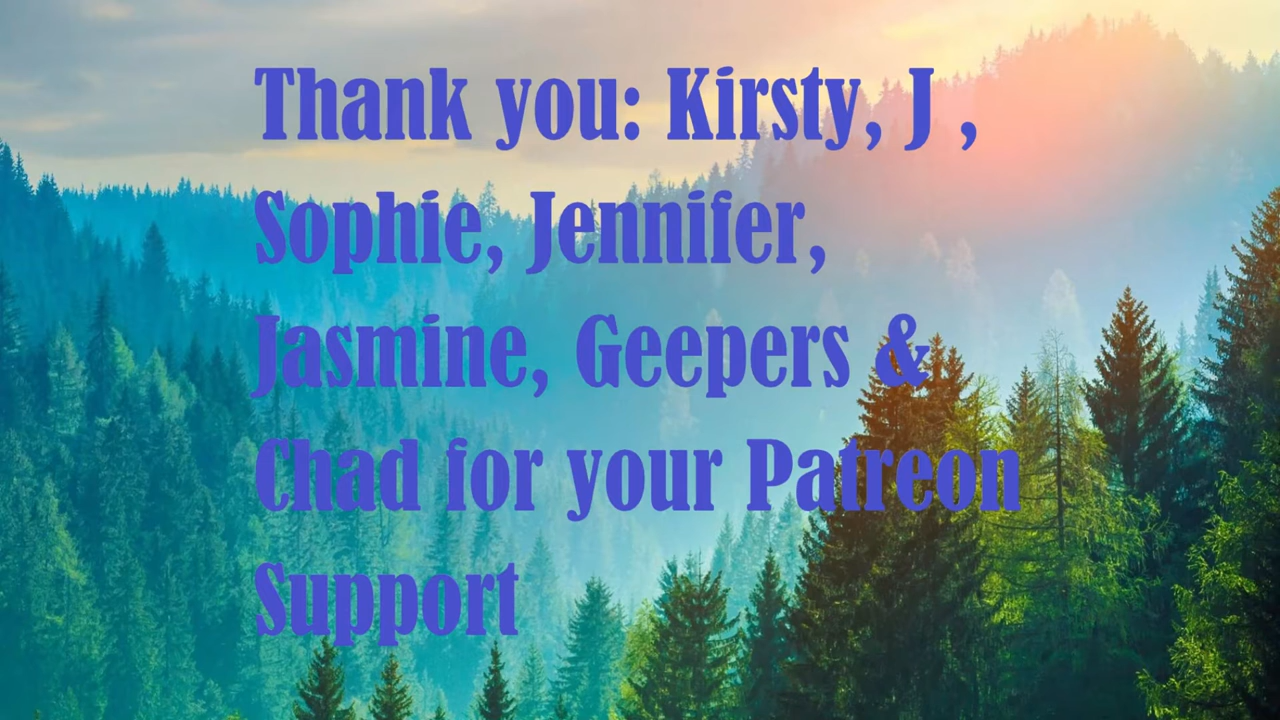 Thank you: Kirsty, J ,
Sophie, Jennifer,
Jasmine, Geepers &
Chad for your Patreon
Support